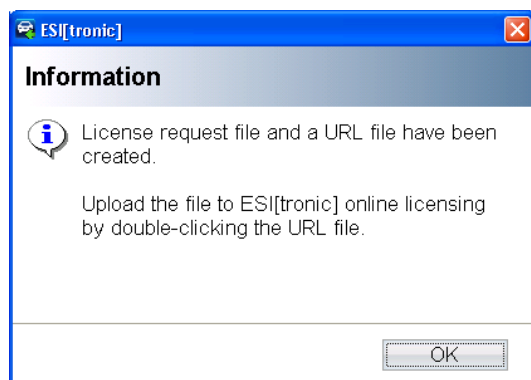 ESI[tronic]
Information
License request file and a URL file have been
created.
Upload the file to ESI[tronic] online licensing
by double-clicking the URL file.
OK